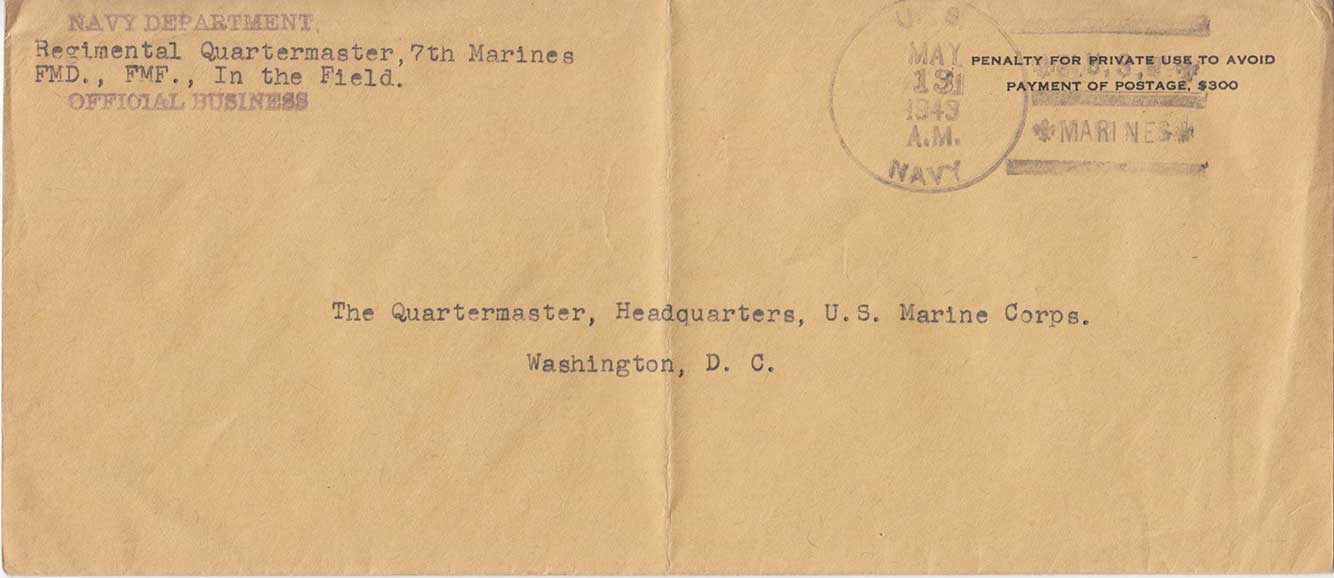 NAVY DEPARTMENT,
Regimental Quartermaster, 7th Marines
FMD., FMF., In the Field.
OFFICIAL BUSINESS
U. S.
MAY
1943
A.M.
NAVY
U. S.
MARINES
PENALTY FOR PRIVATE USE TO AVOID
PAYMENT OF POSTAGE, $300
The Quartermaster, Headquarters, U.S. Marine Corps.
Washington, D. C.